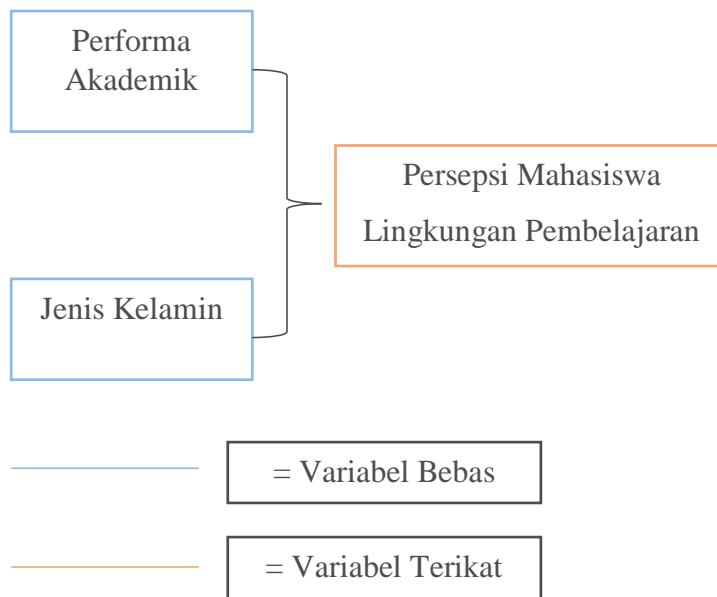 Performa
Akademik
Persepsi Mahasiswa
Lingkungan Pembelajaran
Jenis Kelamin
= Variabel Bebas
= Variabel Terikat